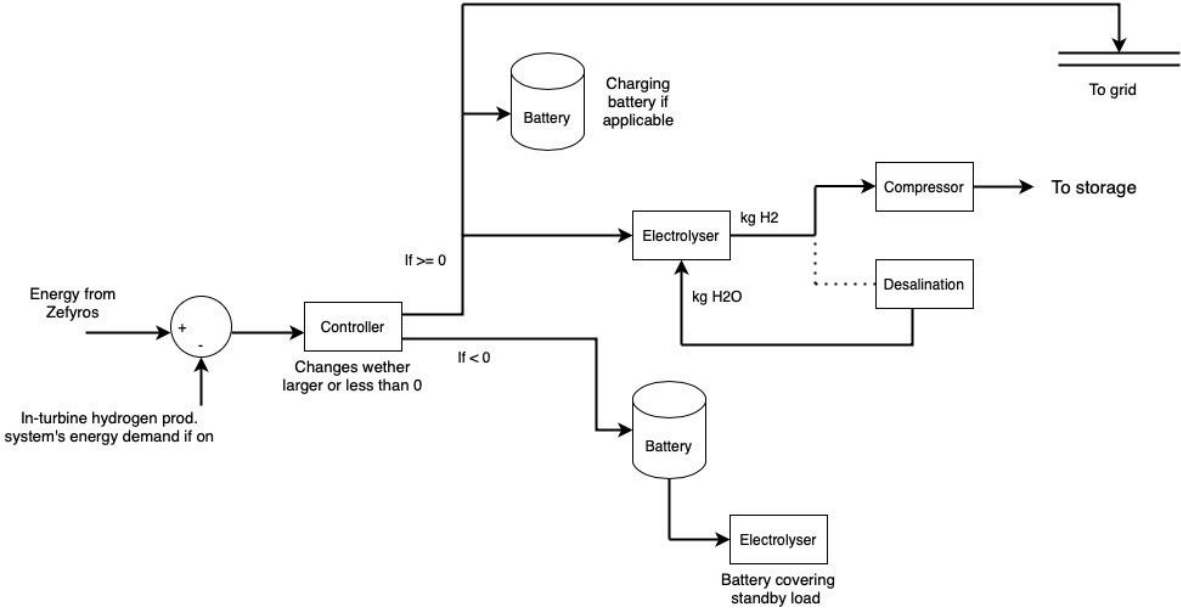 To grid
Battery
Charging
battery if
applicable
Compressor
To storage
kg H2
Electrolyser
If >= 0
Desalination
kg H2O
Energy from
Zefyros
+
-
Controller
If < 0
Changes wether
larger or less than 0
In-turbine hydrogen prod.
system's energy demand if on
Battery
Electrolyser
Battery covering
standby load